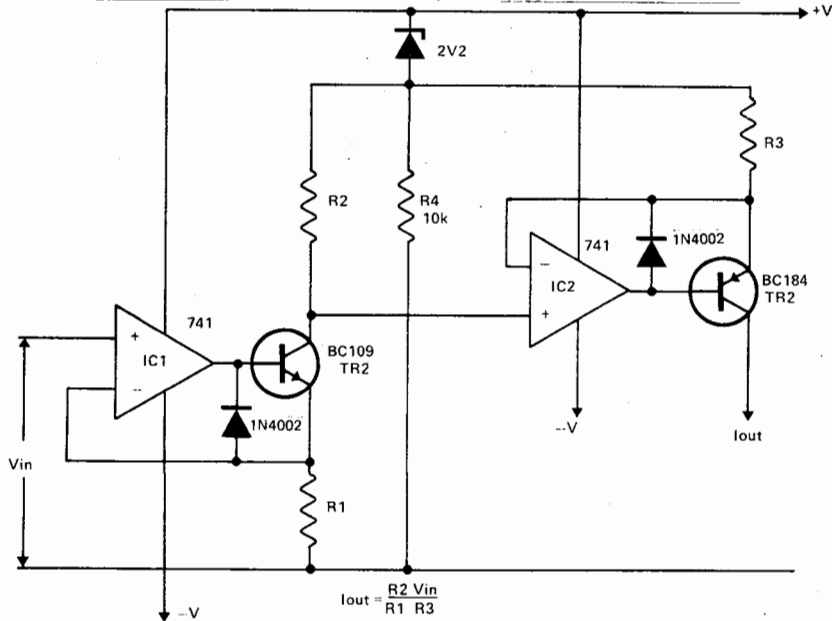 +V
2V2
R3
R2
R4
10k
741
1N4002
−
IC2
+
BC184
TR2
741
+
IC1
−
BC109
TR2
1N4002
−V
Iout
Vin
R1
Iout = R2 Vin
R1 R3
−V